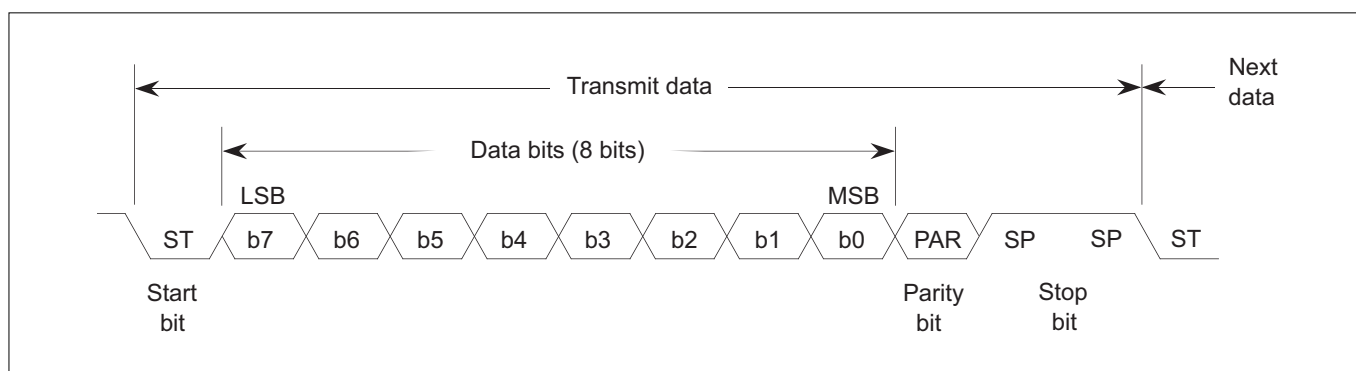 Transmit data
Next
data
Data bits (8 bits)
LSB MSB
ST b7 b6 b5 b4 b3 b2 b1 b0 PAR SP SP ST
Start
bit
Parity
bit
Stop
bit